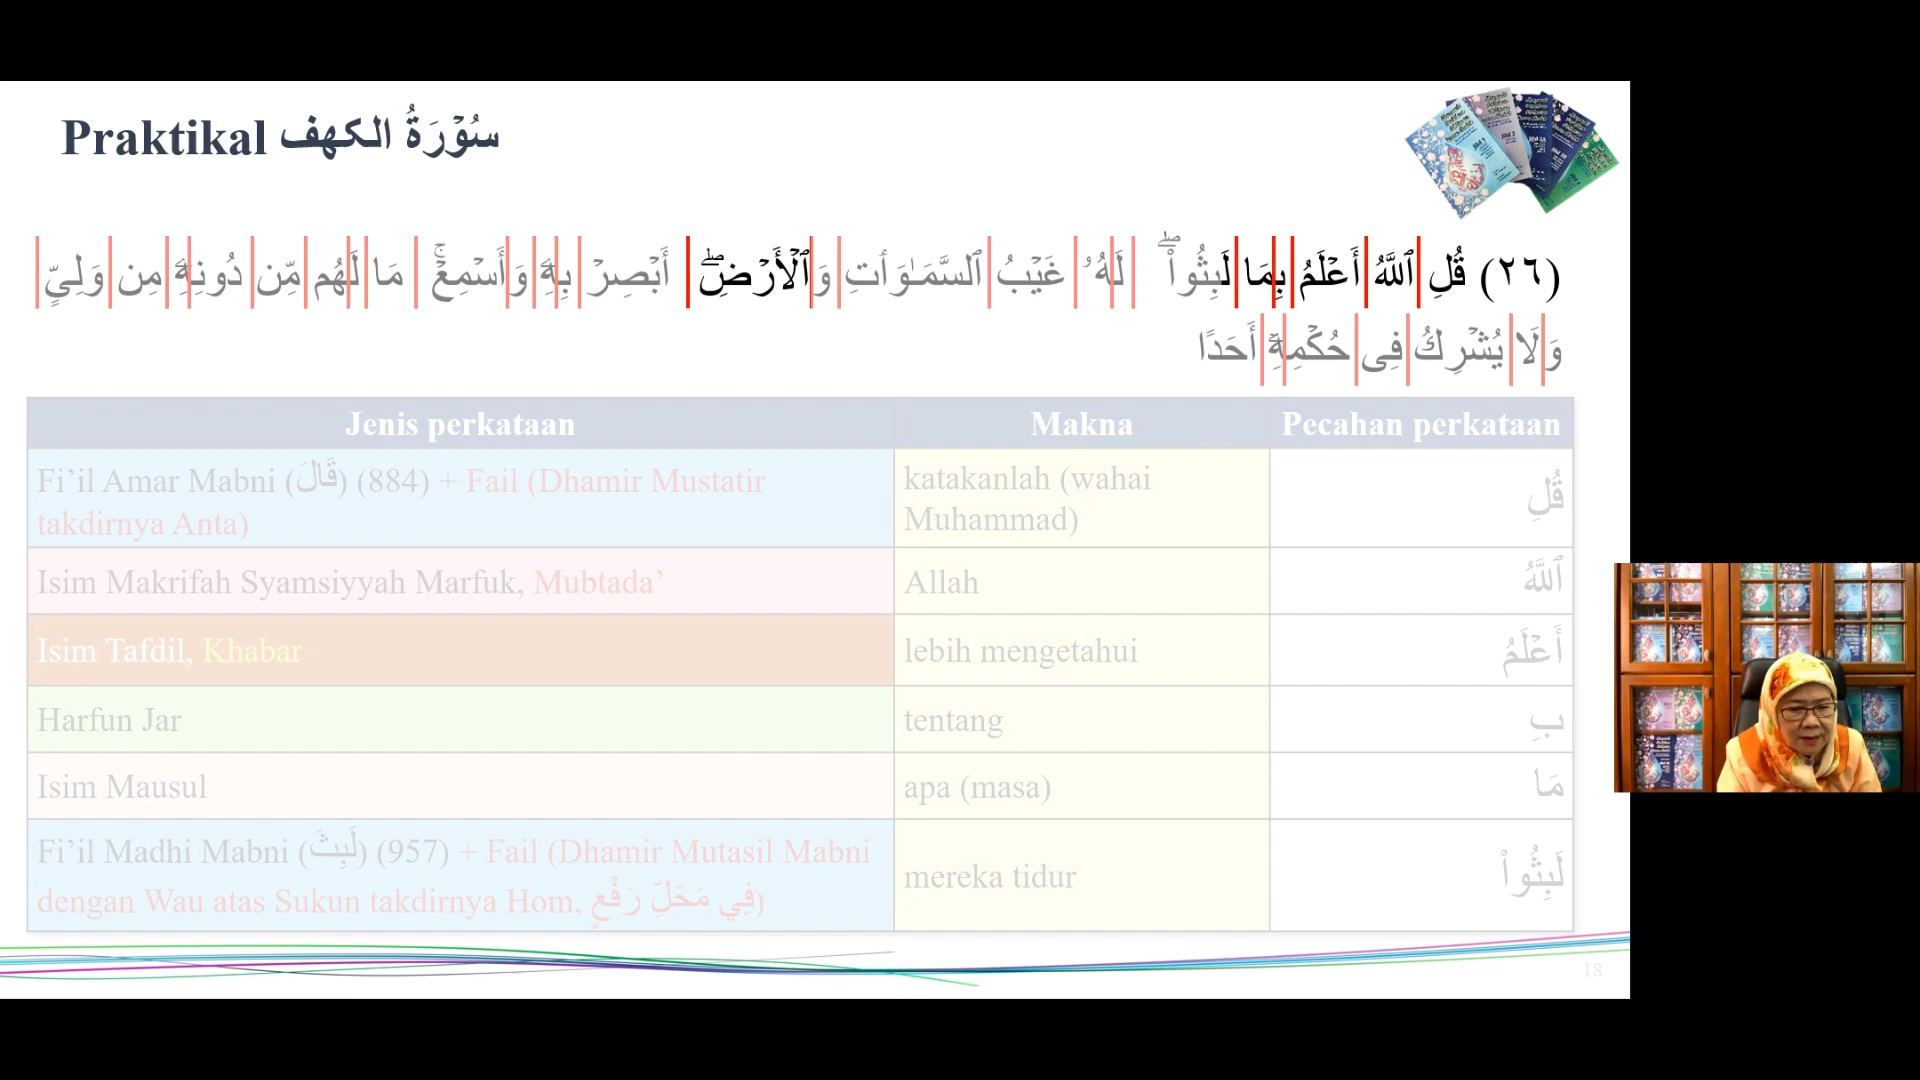 Praktikal سُوْرَةُ الكهف
(٢٦) قُلِ ٱللَّهُ أَعْلَمُ بِمَا لَبِثُوا۟ ۖ لَهُۥ غَيْبُ ٱلسَّمَـٰوَٰتِ وَٱلْأَرْضِ ۖ أَبْصِرْ بِهِۦ وَأَسْمِعْ ۚ مَا لَهُم مِّن دُونِهِۦ مِن وَلِىٍّ
وَلَا يُشْرِكُ فِى حُكْمِهِۦٓ أَحَدًا
Jenis perkataan Makna Pecahan perkataan
Fi’il Amar Mabni (قَالَ) (884) + Fail (Dhamir Mustatir
takdirnya Anta)
katakanlah (wahai
Muhammad)
قُلِ
Isim Makrifah Syamsiyyah Marfuk, Mubtada’ Allah ٱللَّهُ
Isim Tafdil, Khabar lebih mengetahui أَعْلَمُ
Harfun Jar tentang بِ
Isim Mausul apa (masa) مَا
Fi’il Madhi Mabni (لَبِثَ) (957) + Fail (Dhamir Mutasil Mabni
dengan Wau atas Sukun takdirnya Hom, فِي مَحَلِّ رَفْعٍ)
mereka tidur
لَبِثُوا۟
18